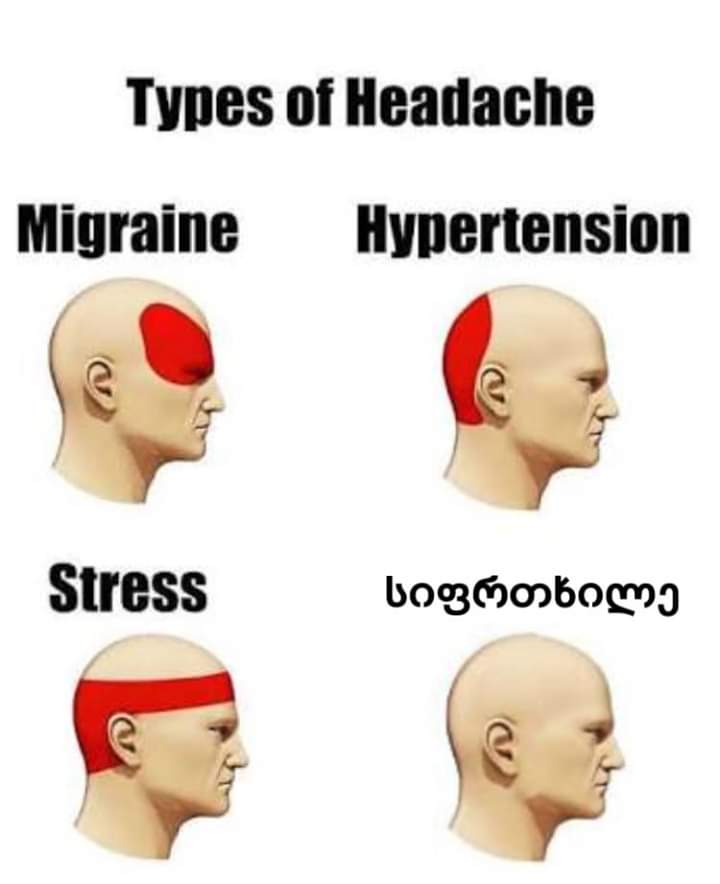 Types of Headache
Migraine
Hypertension
Stress
სიფრთხილე